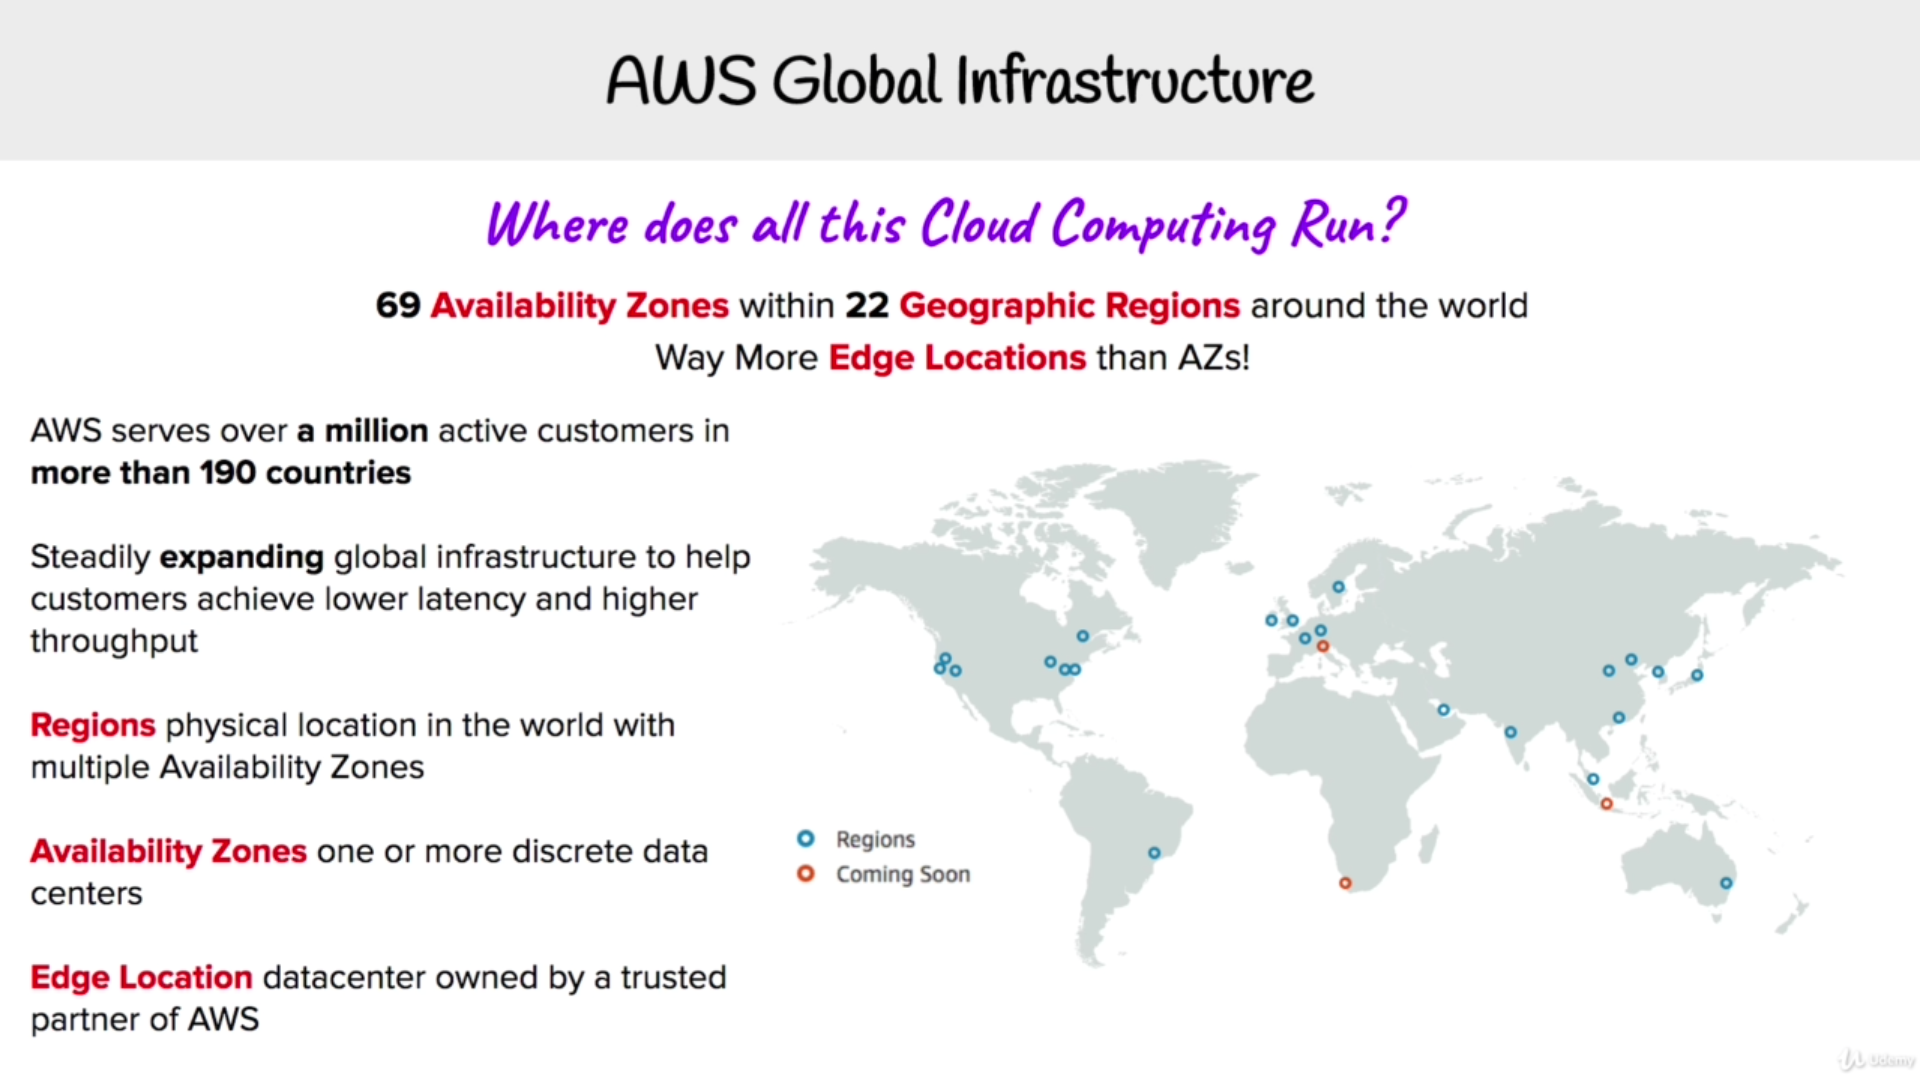 AWS Global Infrastructure
Where does all this Cloud Computing Run?
69 Availability Zones within 22 Geographic Regions around the world
Way More Edge Locations than AZs!
AWS serves over a million active customers in
more than 190 countries
Steadily expanding global infrastructure to help
customers achieve lower latency and higher
throughput
Regions physical location in the world with
multiple Availability Zones
Availability Zones one or more discrete data
centers
Edge Location datacenter owned by a trusted
partner of AWS
Regions
Coming Soon
Udemy